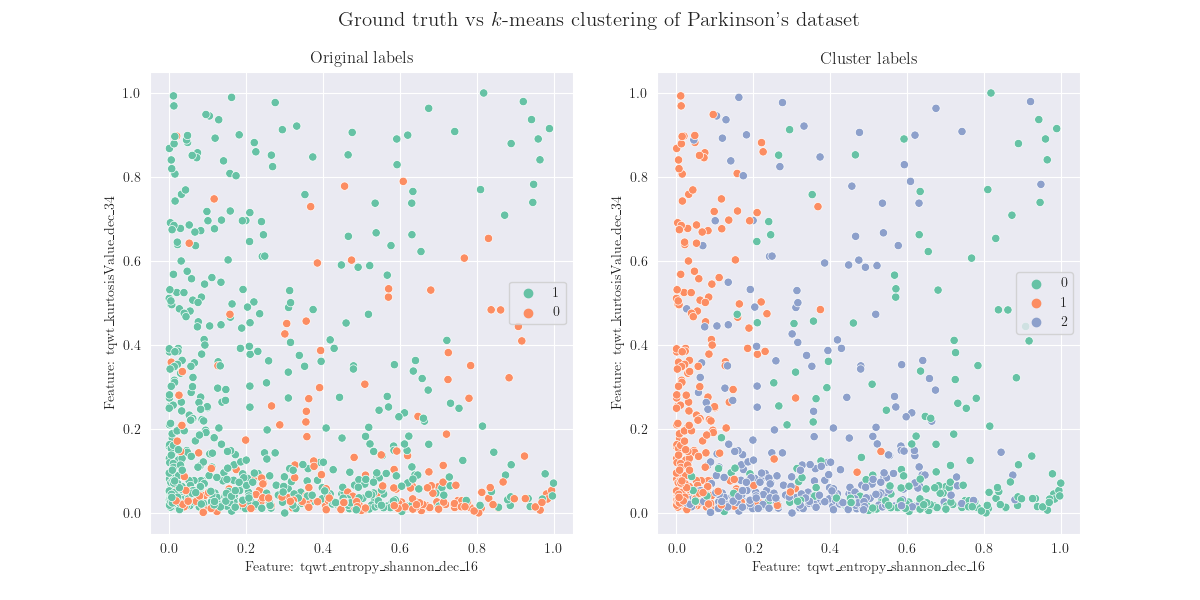 Ground truth vs k-means clustering of Parkinson's dataset
Original labels
Feature: tqwt_kurtosisValue_dec_34
1.0
0.8
0.6
0.4
0.2
0.0
1
0
0.0 0.2 0.4 0.6 0.8 1.0
Feature: tqwt_entropy_shannon_dec_16
Cluster labels
Feature: tqwt_kurtosisValue_dec_34
1.0
0.8
0.6
0.4
0.2
0.0
0
1
2
0.0 0.2 0.4 0.6 0.8 1.0
Feature: tqwt_entropy_shannon_dec_16